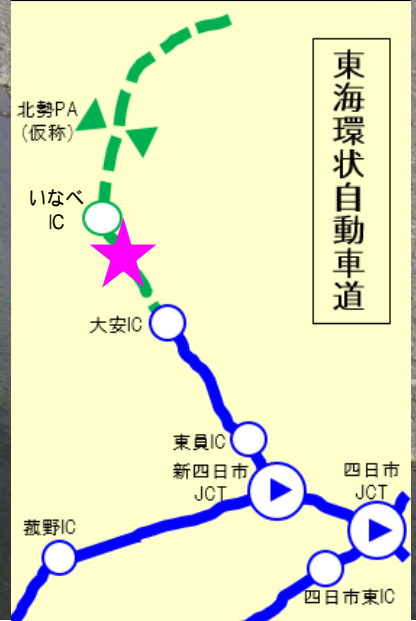 東海環状自動車道
北勢PA
(仮称)
いなべ
IC
大安IC
東員IC
新四日市
JCT
四日市
JCT
菰野IC
四日市東IC